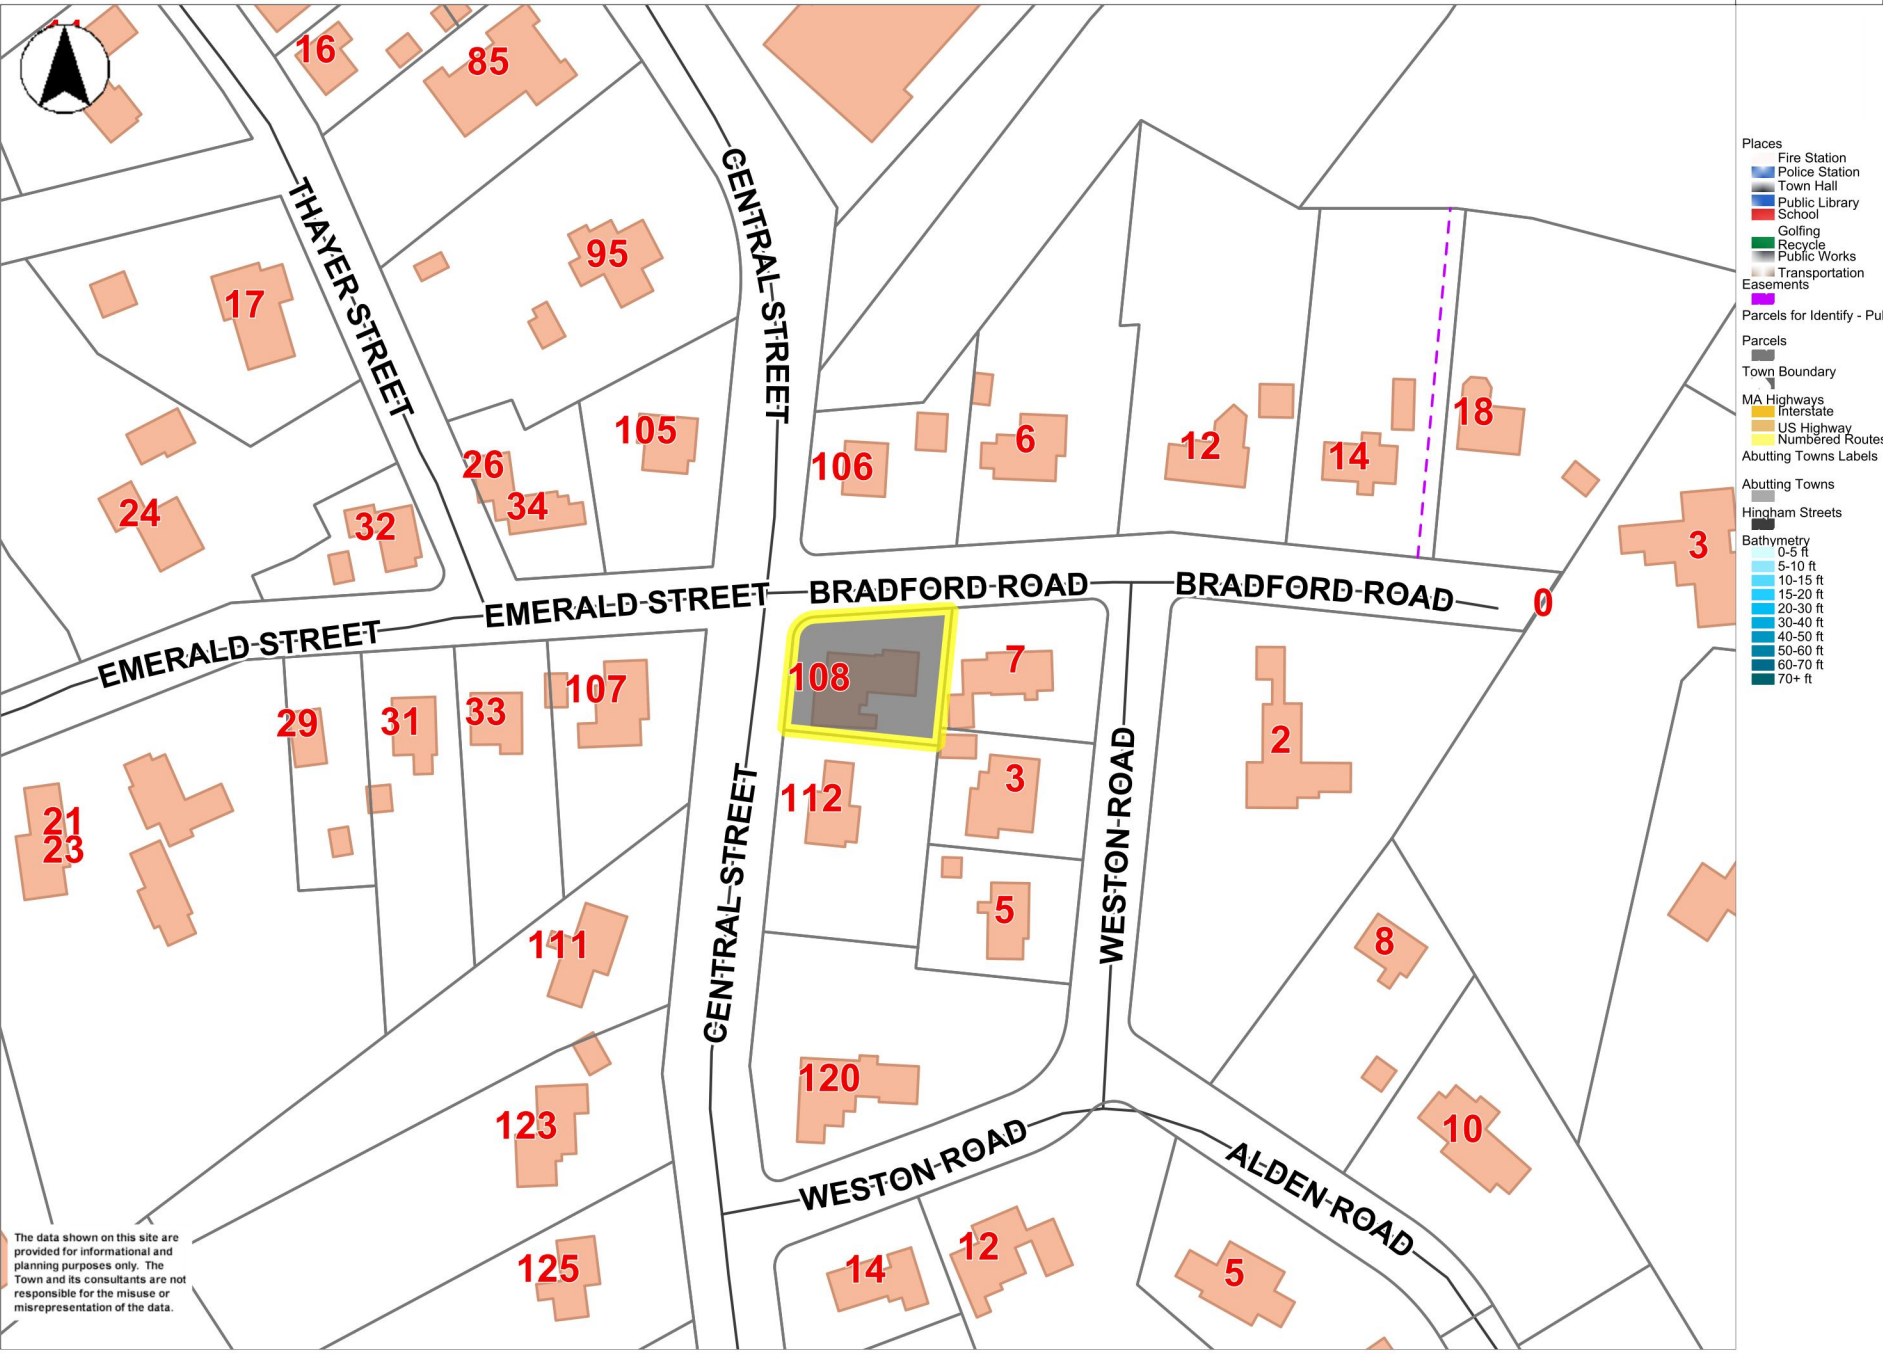 16
85
CENTRAL STREET
THAYER STREET
95
17
105
106
6
12
14
18
26
34
24
32
3
EMERALD STREET
BRADFORD ROAD
BRADFORD ROAD
0
EMERALD STREET
108
7
29
31
33
107
2
112
3
21
23
CENTRAL STREET
WESTON ROAD
5
111
8
120
123
10
WESTON ROAD
ALDEN ROAD
125
14
12
5
The data shown on this site are
provided for informational and
planning purposes only. The
Town and its consultants are not
responsible for the misuse or
misrepresentation of the data.
Places
Fire Station
Police Station
Town Hall
Public Library
School
Golfing
Recycle
Public Works
Transportation
Easements
Parcels for Identify - Pul
Parcels
Town Boundary
MA Highways
Interstate
US Highway
Numbered Routes
Abutting Towns Labels
Abutting Towns
Hingham Streets
Bathymetry
0-5 ft
5-10 ft
10-15 ft
15-20 ft
20-30 ft
30-40 ft
40-50 ft
50-60 ft
60-70 ft
70+ ft